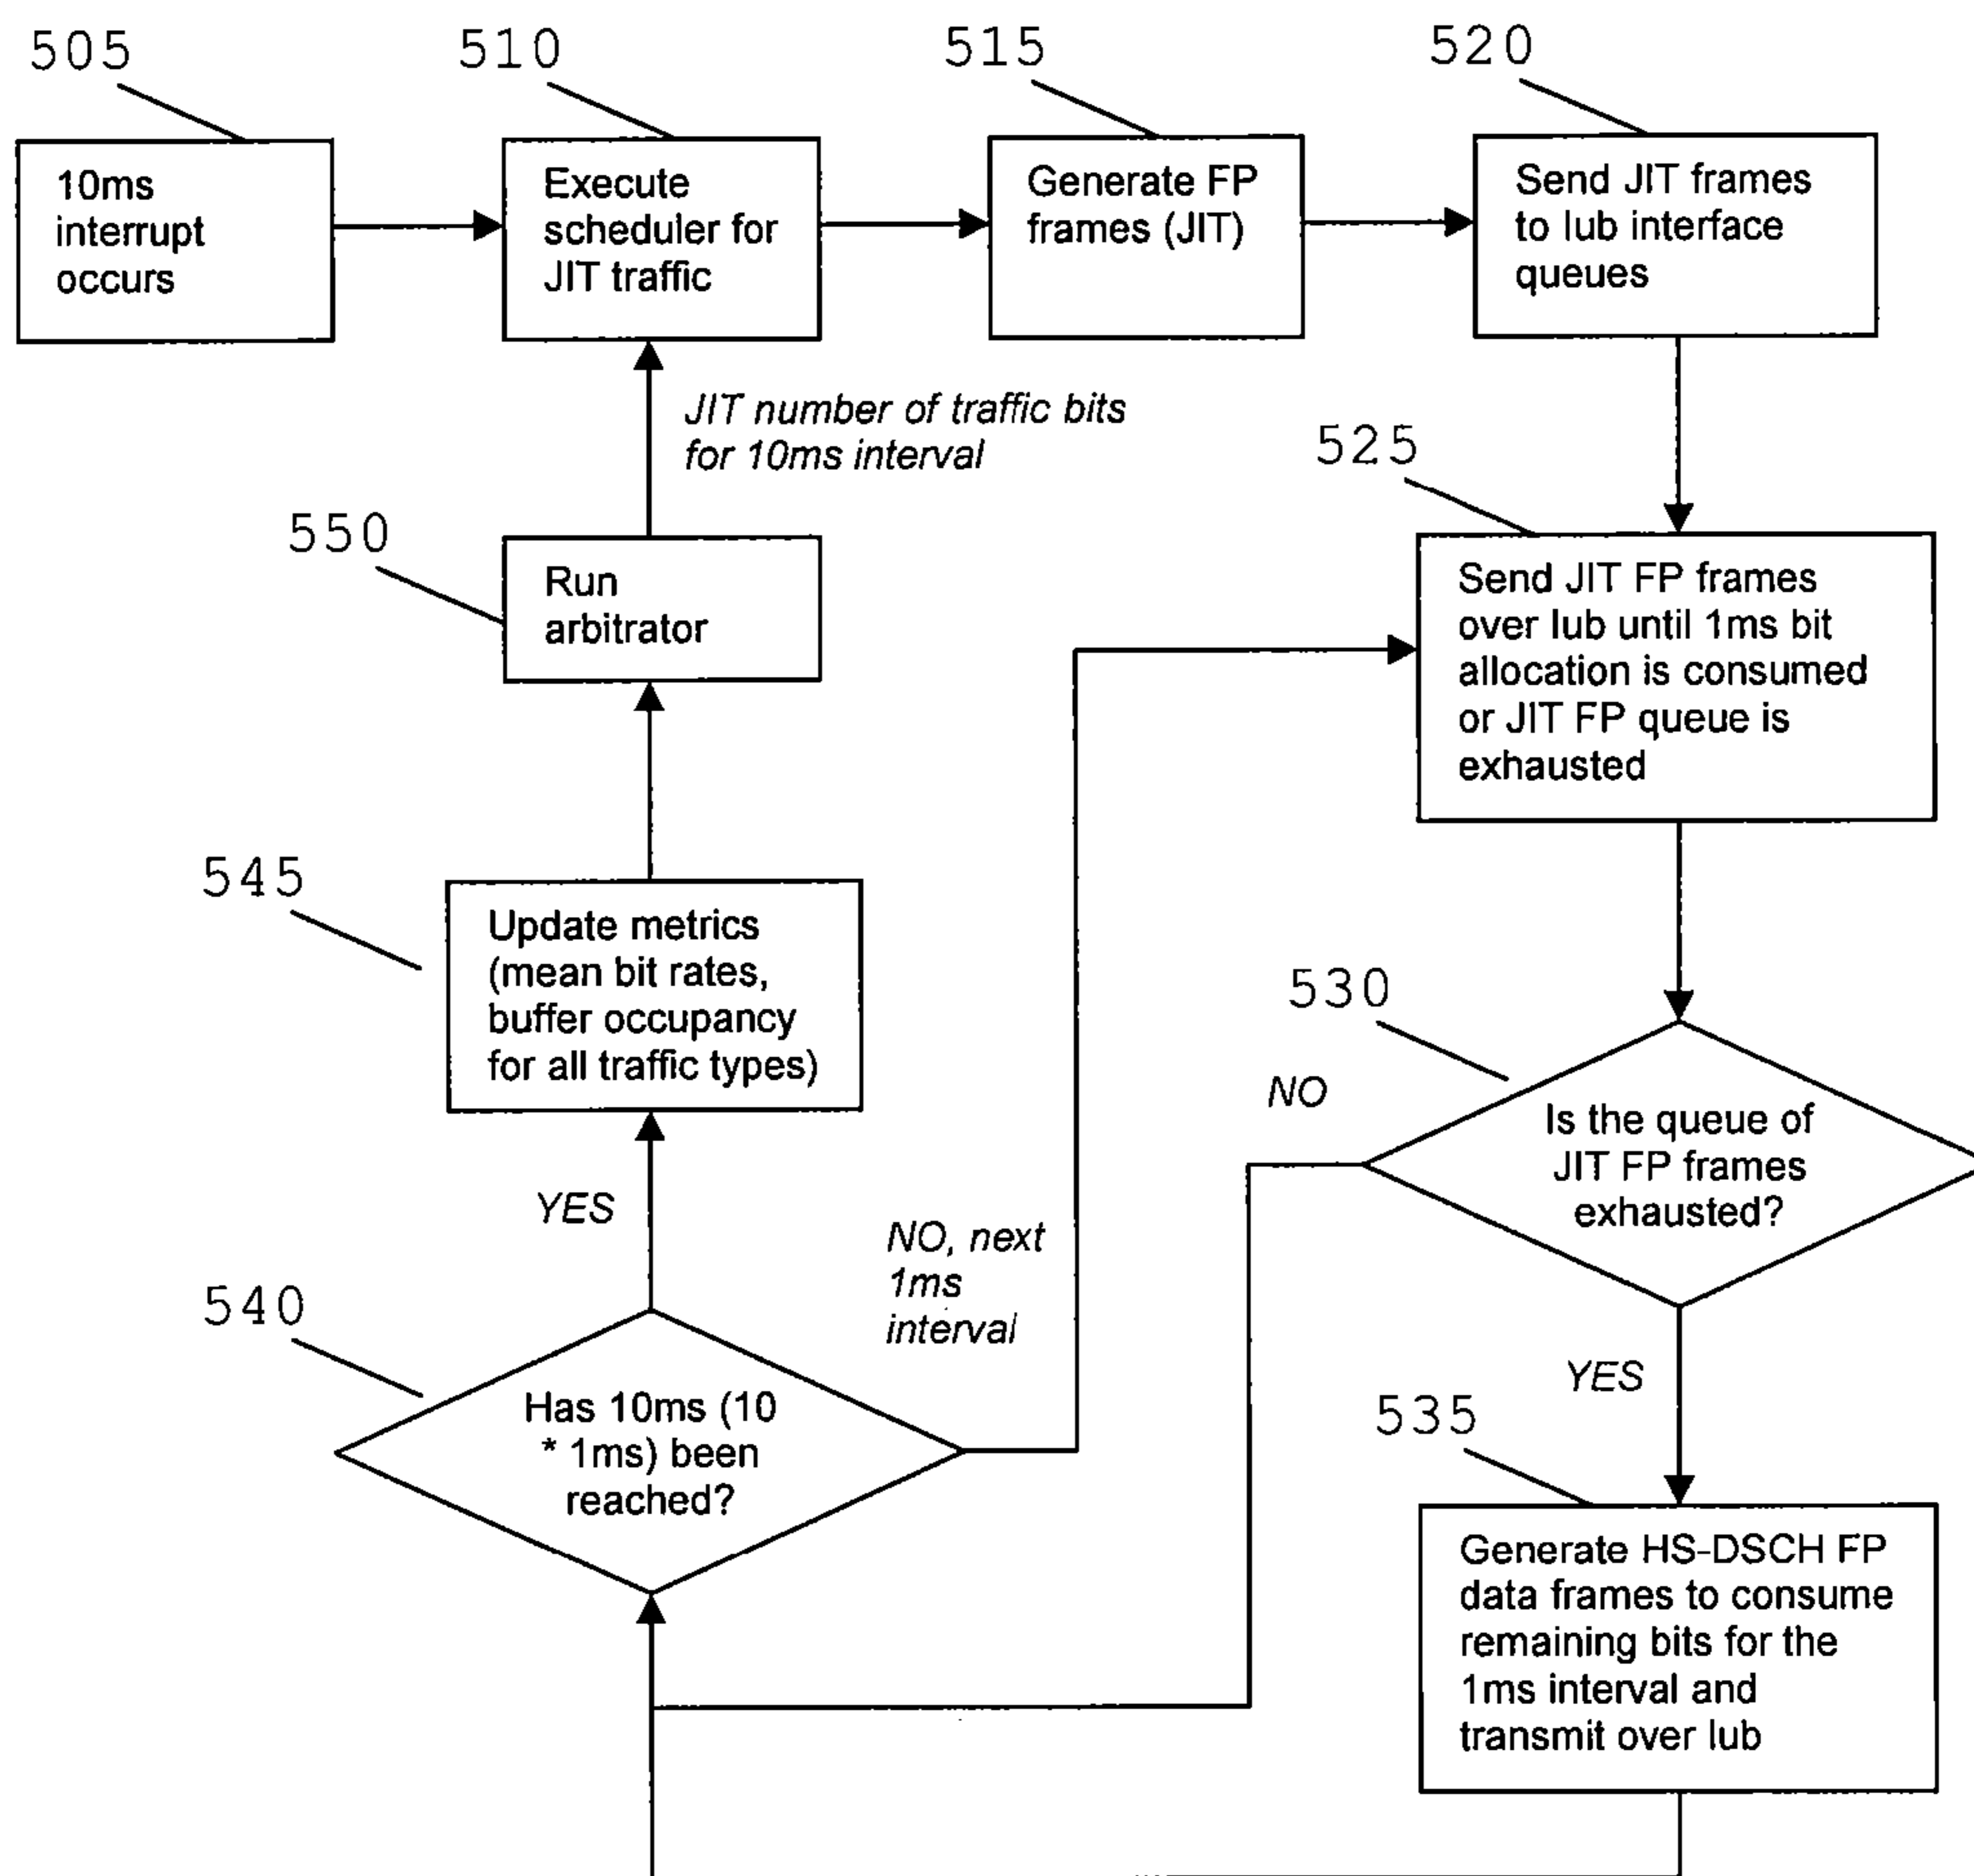 505
510
515
520
10ms
interrupt
occurs
Execute
scheduler for
JIT traffic
Generate FP
frames (JIT)
Send JIT frames
to Iub interface
queues
JIT number of traffic bits
for 10ms interval
525
550
Run
arbitrator
Send JIT FP frames
over Iub until 1ms bit
allocation is consumed
or JIT FP queue is
exhausted
545
Update metrics
(mean bit rates,
buffer occupancy
for all traffic types)
530
NO
Is the queue of
JIT FP frames
exhausted?
YES
NO, next
1ms
interval
540
Has 10ms (10
* 1ms) been
reached?
YES
535
Generate HS-DSCH FP
data frames to consume
remaining bits for the
1ms interval and
transmit over Iub